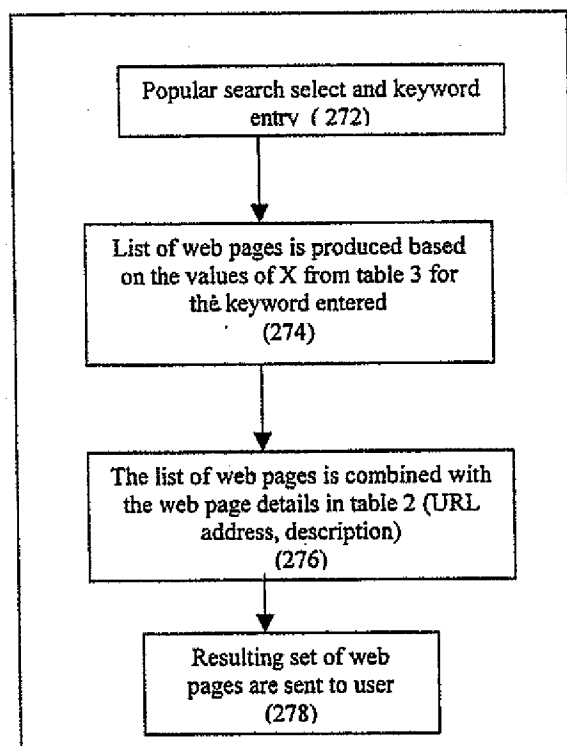 Popular search select and keyword
entry ( 272)
List of web pages is produced based
on the values of X from table 3 for
the keyword entered
(274)
The list of web pages is combined with
the web page details in table 2 (URL
address, description)
(276)
Resulting set of web
pages are sent to user
(278)